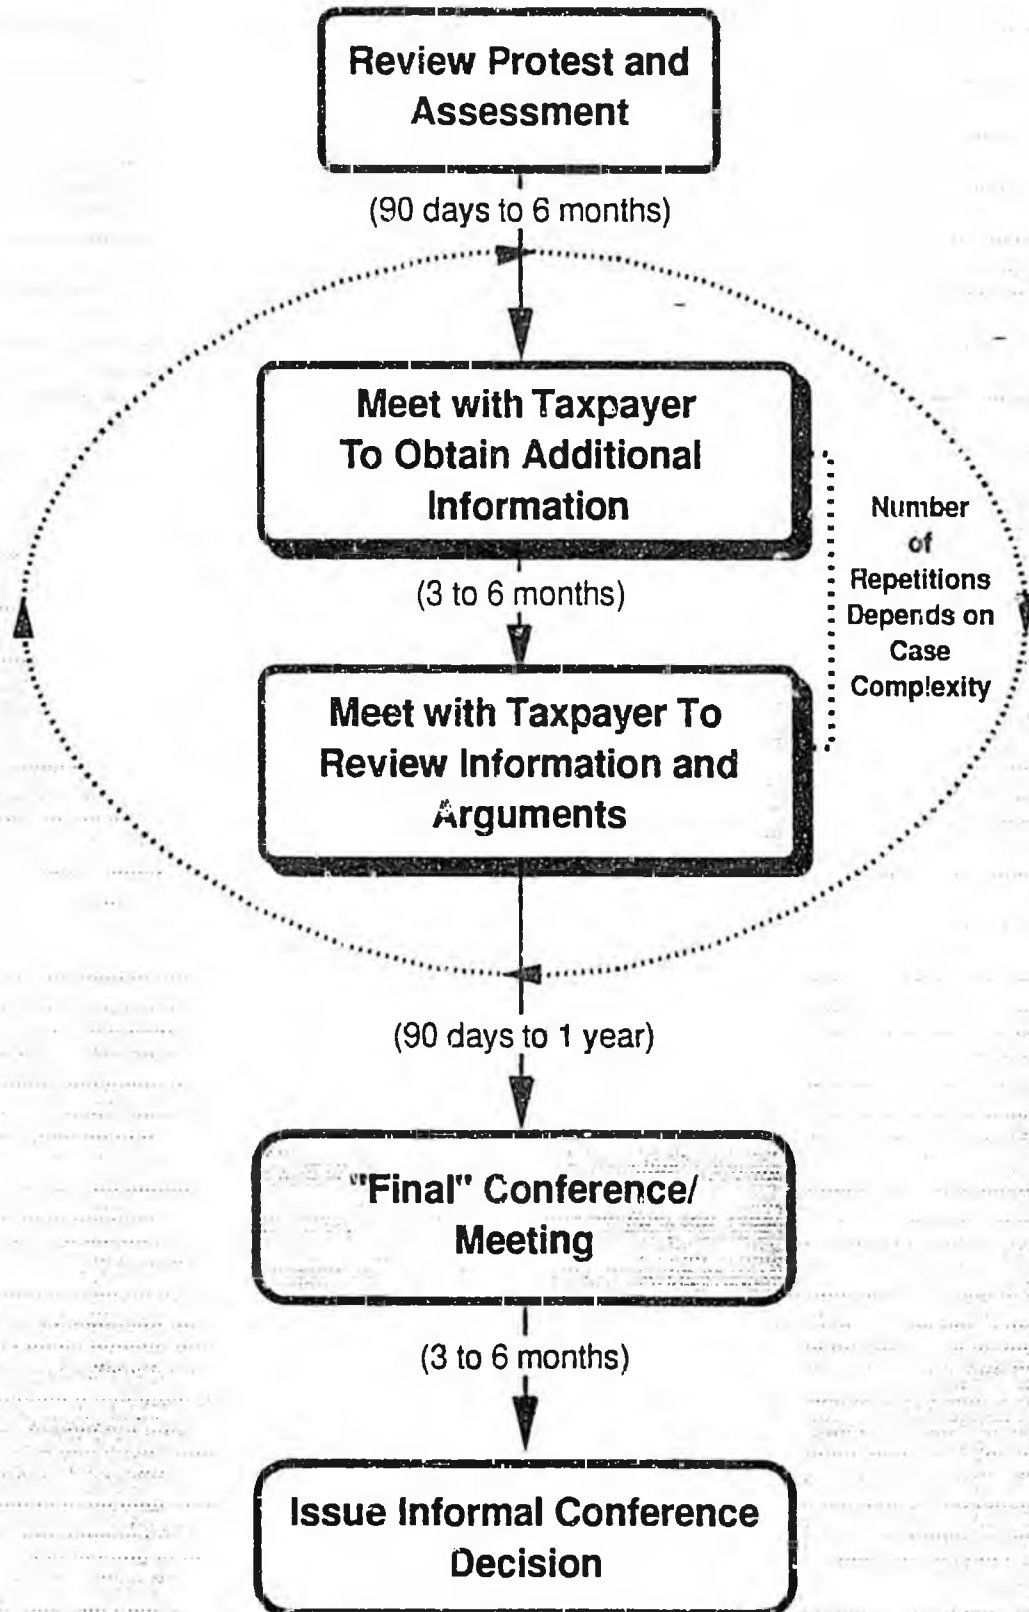 Review Protest and
Assessment
(90 days to 6 months)
Meet with Taxpayer
To Obtain Additional
Information
(3 to 6 months)
Number
of
Repetitions
Depends on
Case
Complexity
Meet with Taxpayer To
Review Information and
Arguments
(90 days to 1 year)
"Final" Conference/
Meeting
(3 to 6 months)
Issue Informal Conference
Decision